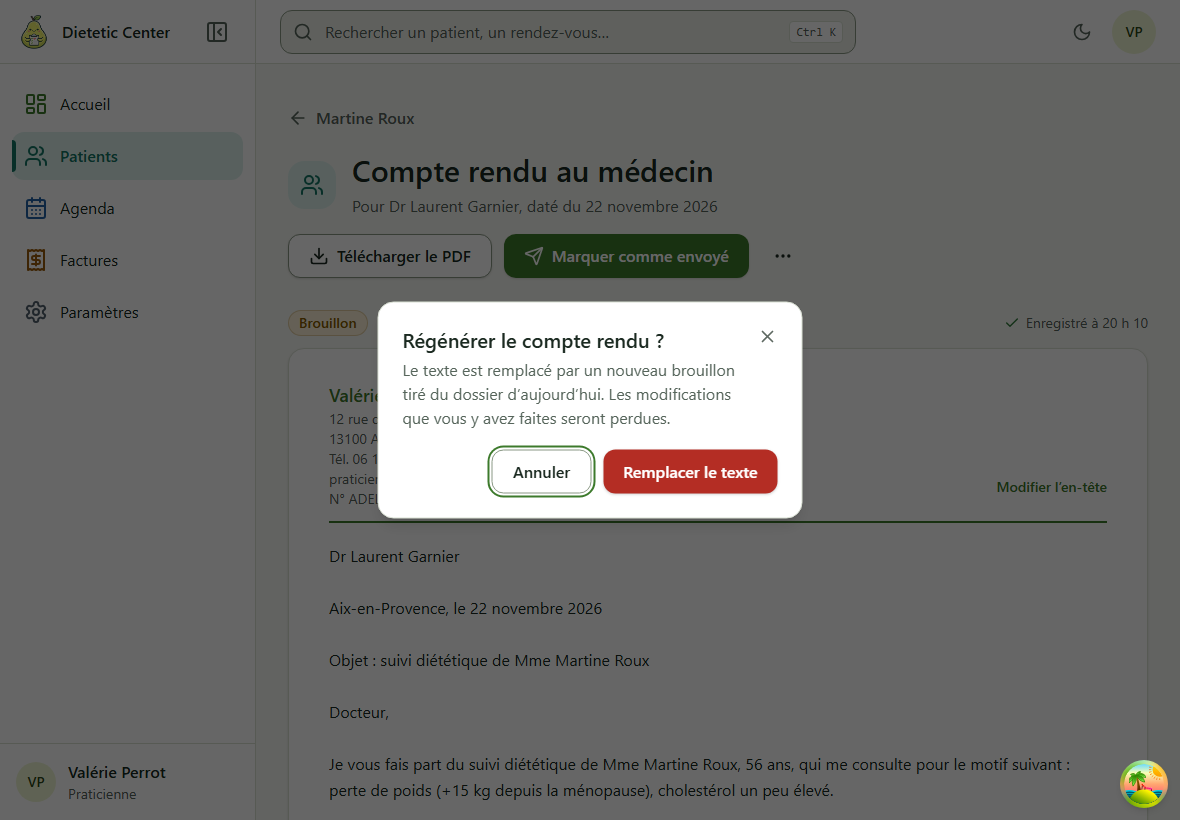 Dietetic Center
Rechercher un patient, un rendez-vous...
Ctrl K
VP
Accueil
Patients
Agenda
Factures
Paramètres
Valérie Perrot
Praticienne
VP
Martine Roux
Compte rendu au médecin
Pour Dr Laurent Garnier, daté du 22 novembre 2026
Télécharger le PDF
Marquer comme envoyé
Brouillon
Enregistré à 20 h 10
Régénérer le compte rendu ?
Le texte est remplacé par un nouveau brouillon
tiré du dossier d’aujourd’hui. Les modifications
que vous y avez faites seront perdues.
Annuler
Remplacer le texte
12 rue
13100
Tél. 06
N°
Modifier l’en-tête
Dr Laurent Garnier
Aix-en-Provence, le 22 novembre 2026
Objet : suivi diététique de Mme Martine Roux
Docteur,
Je vous fais part du suivi diététique de Mme Martine Roux, 56 ans, qui me consulte pour le motif suivant :
perte de poids (+15 kg depuis la ménopause), cholestérol un peu élevé.